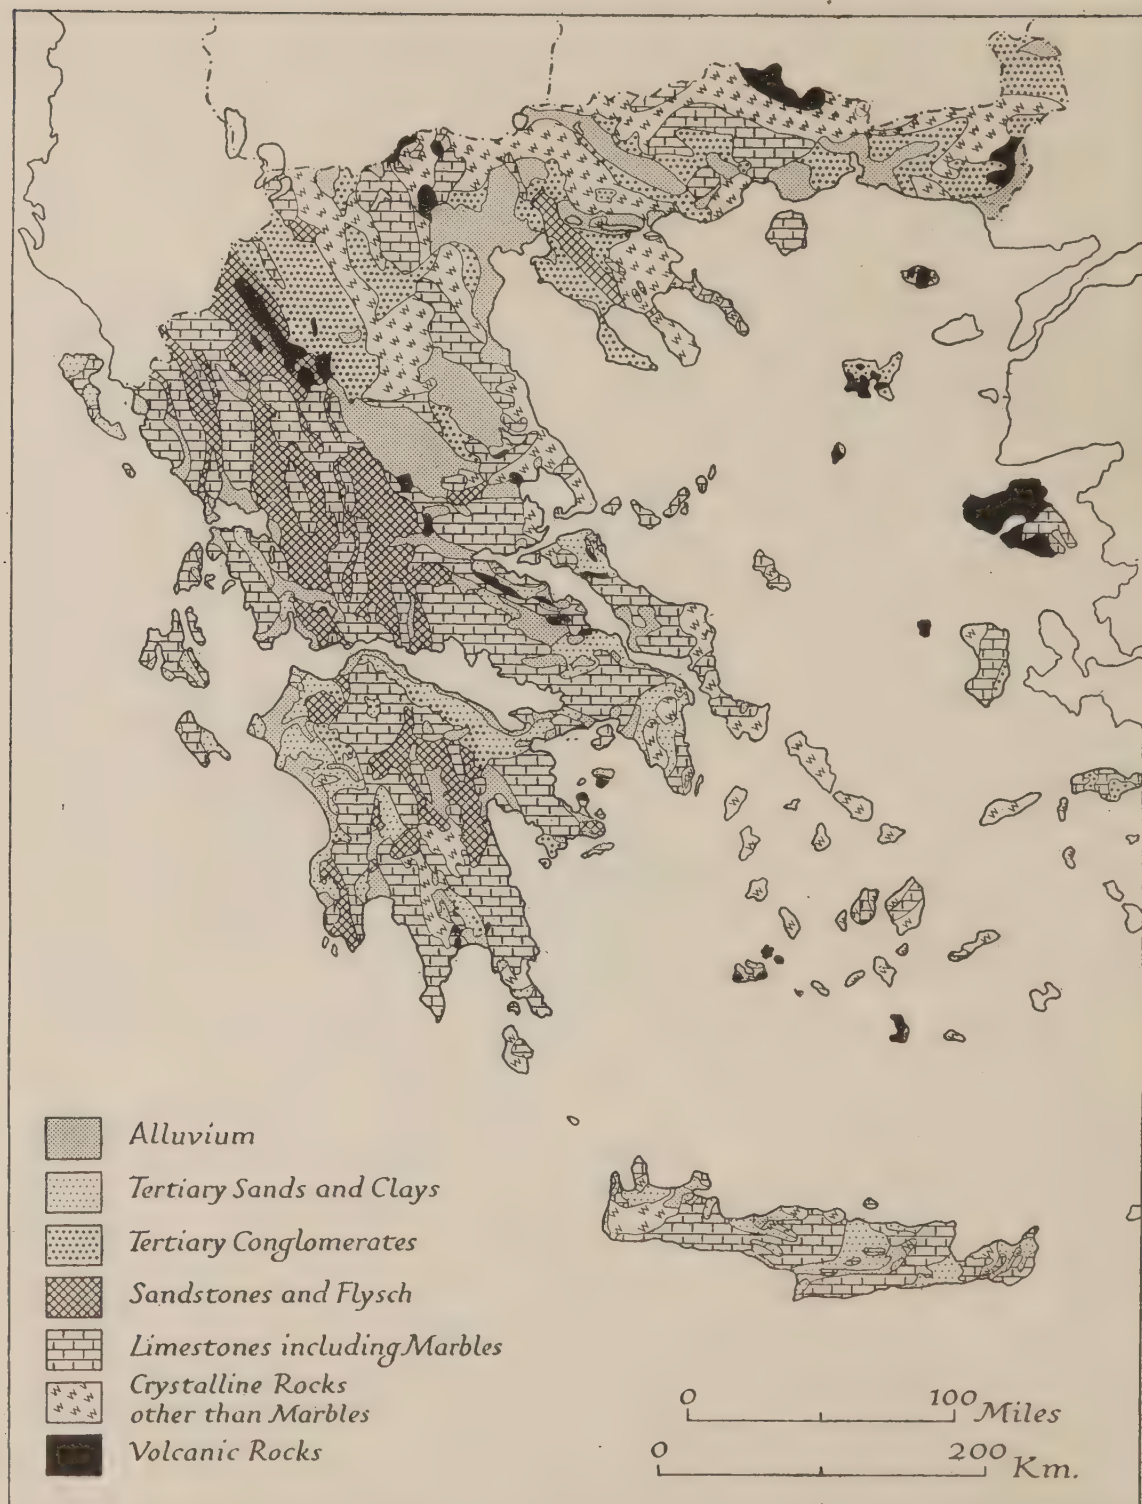 Alluvium
Tertiary Sands and Clays
Tertiary Conglomerates
Sandstones and Flysch
Limestones including Marbles
Crystalline Rocks
other than Marbles
Volcanic Rocks
0 100 Miles
0 200 Km.